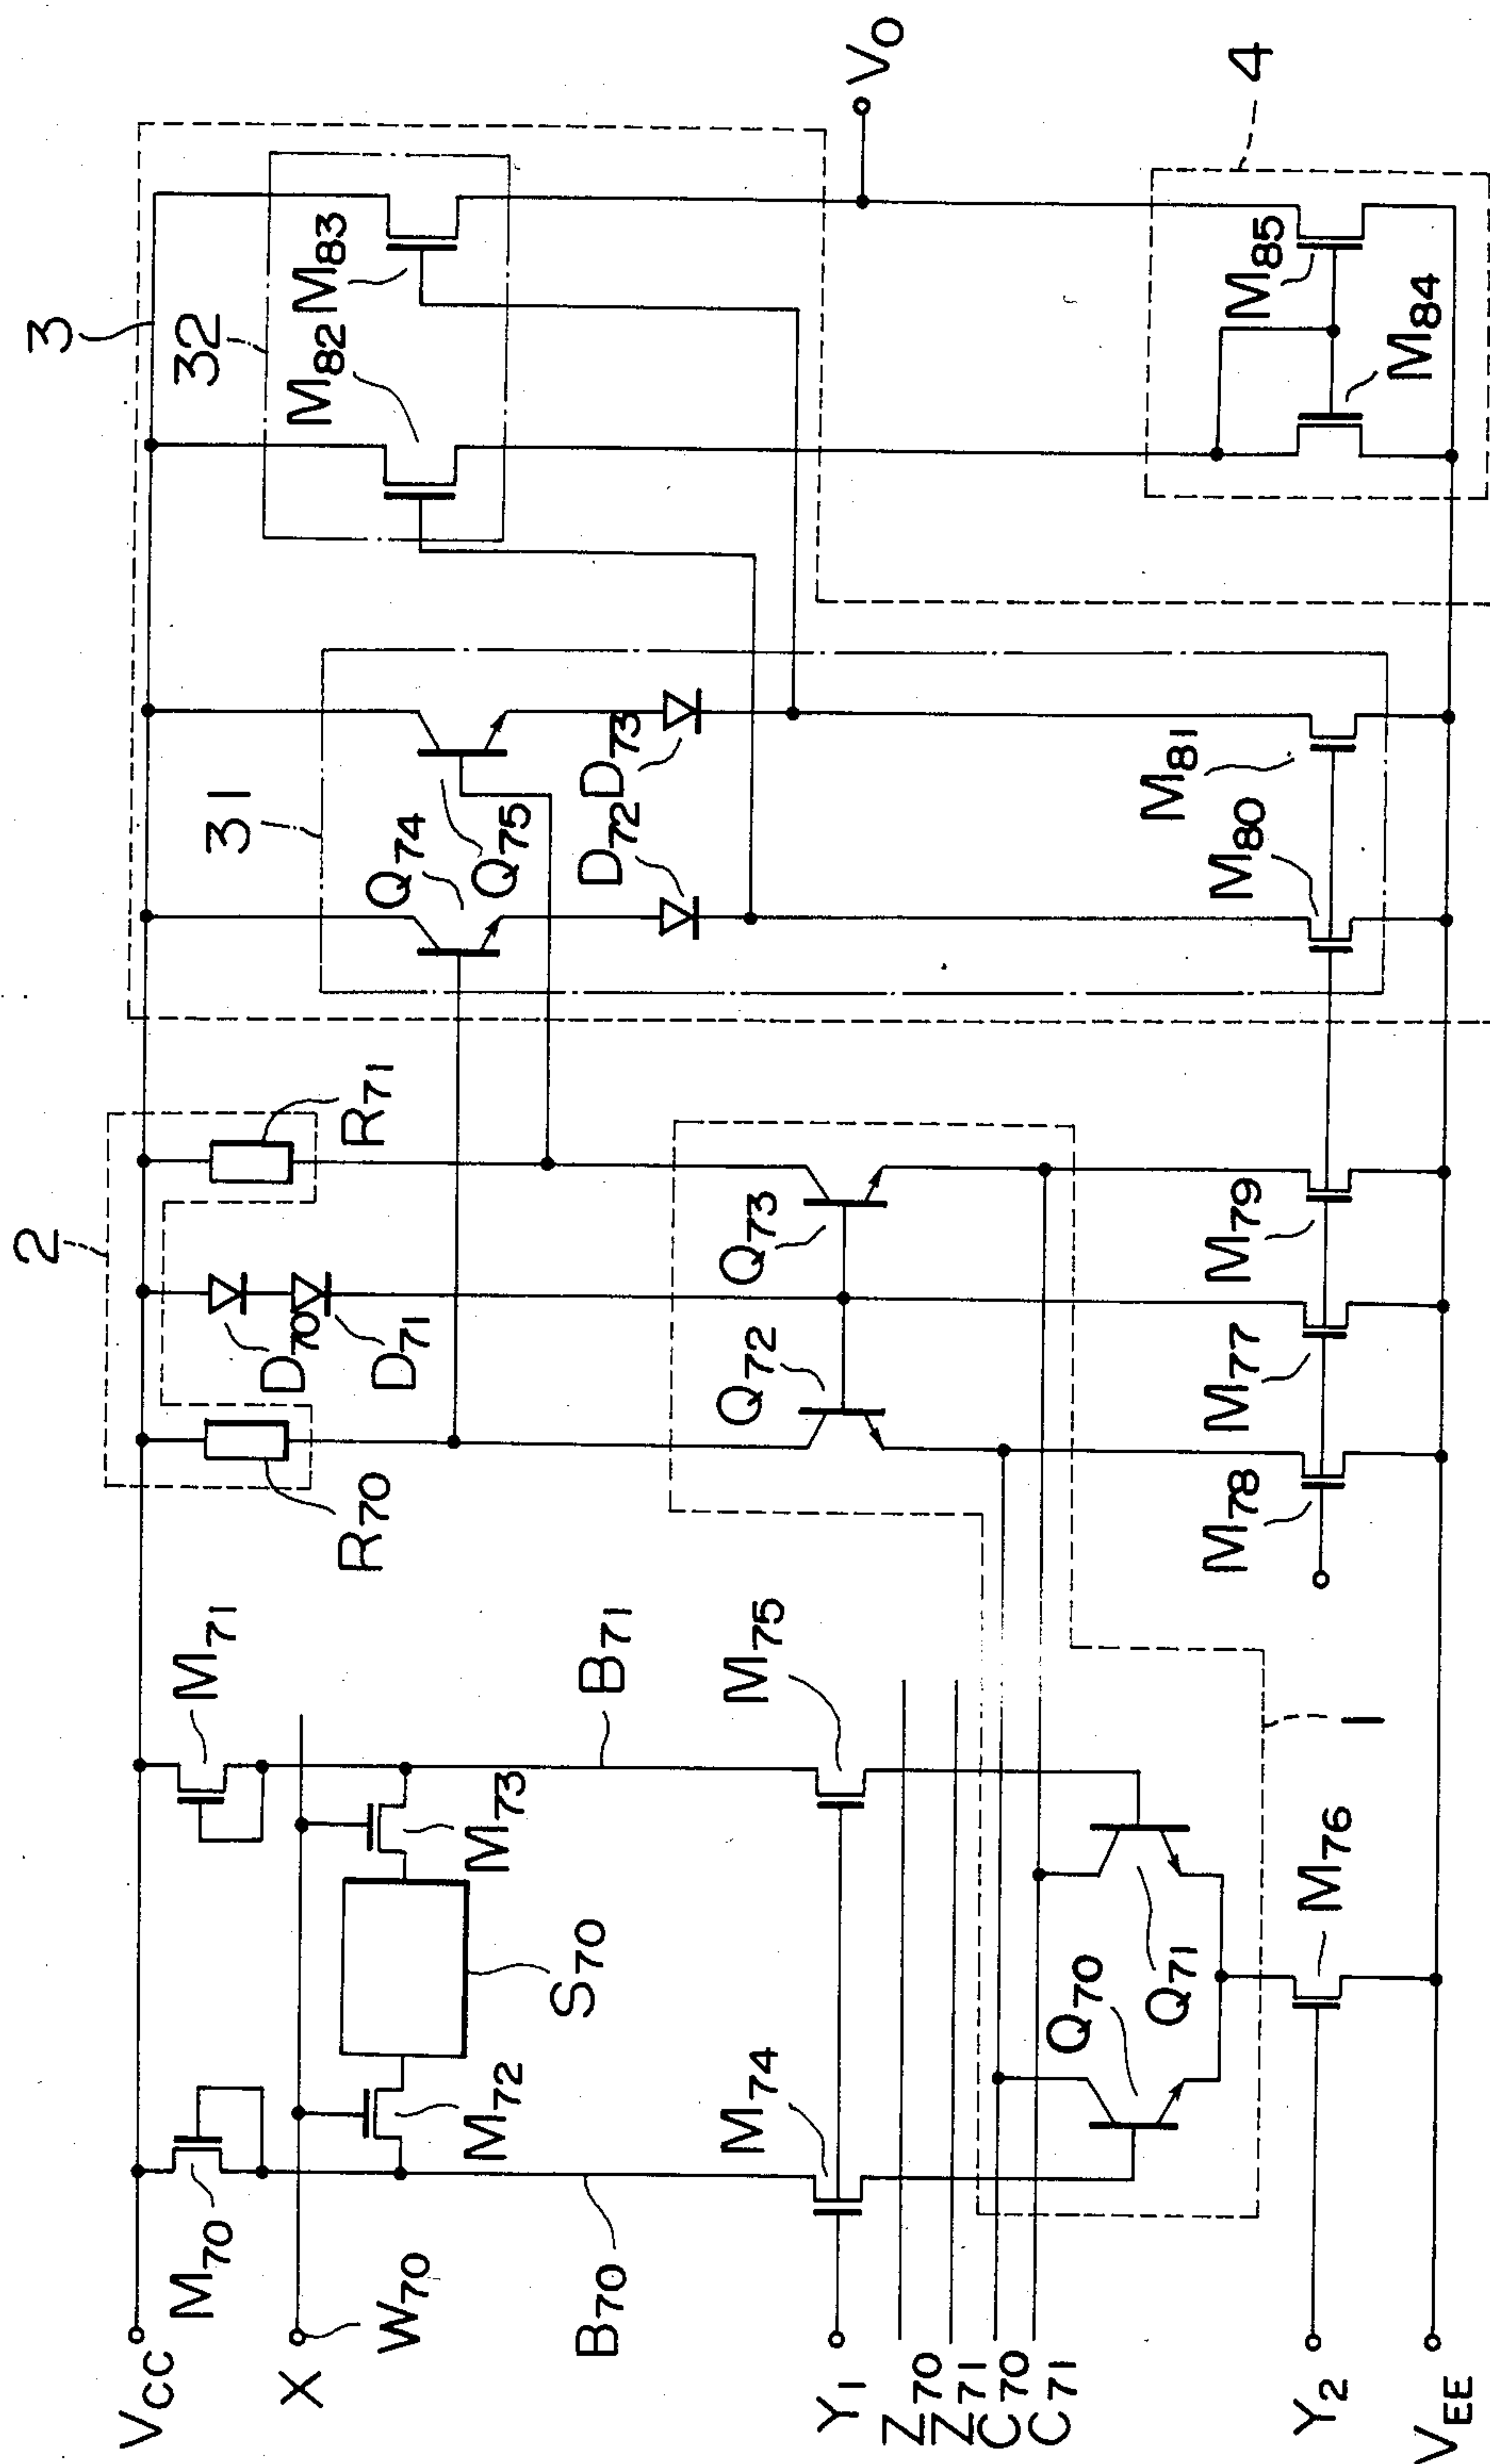 3
32
M83
M82
VO
4
M85
M84
31
Q74
Q75
D73
D72
M81
M80
2
R71
R70
D70
D71
Q73
Q72
M79
M77
M78
M71
M70
M73
M72
S70
B71
B70
M75
M74
1
Q70
Q71
M76
VCC
X
W70
Y1
Z70
Z71
C70
C71
Y2
VEE